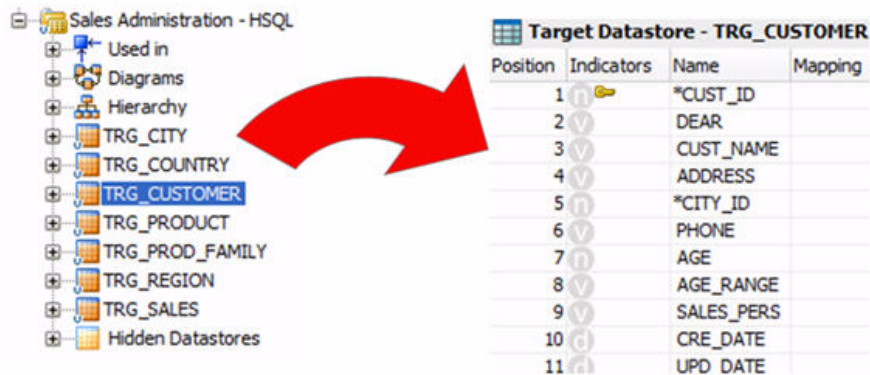 Sales Administration - HSQL
Used in
Diagrams
Hierarchy
TRG_CITY
TRG_COUNTRY
TRG_CUSTOMER
TRG_PRODUCT
TRG_PROD_FAMILY
TRG_REGION
TRG_SALES
Hidden Datastores
Target Datastore - TRG_CUSTOMER
Position Indicators Name Mapping
1 n *CUST_ID
2 v DEAR
3 v CUST_NAME
4 v ADDRESS
5 n *CITY_ID
6 v PHONE
7 n AGE
8 v AGE_RANGE
9 v SALES_PERS
10 d CRE_DATE
11 d UPD_DATE